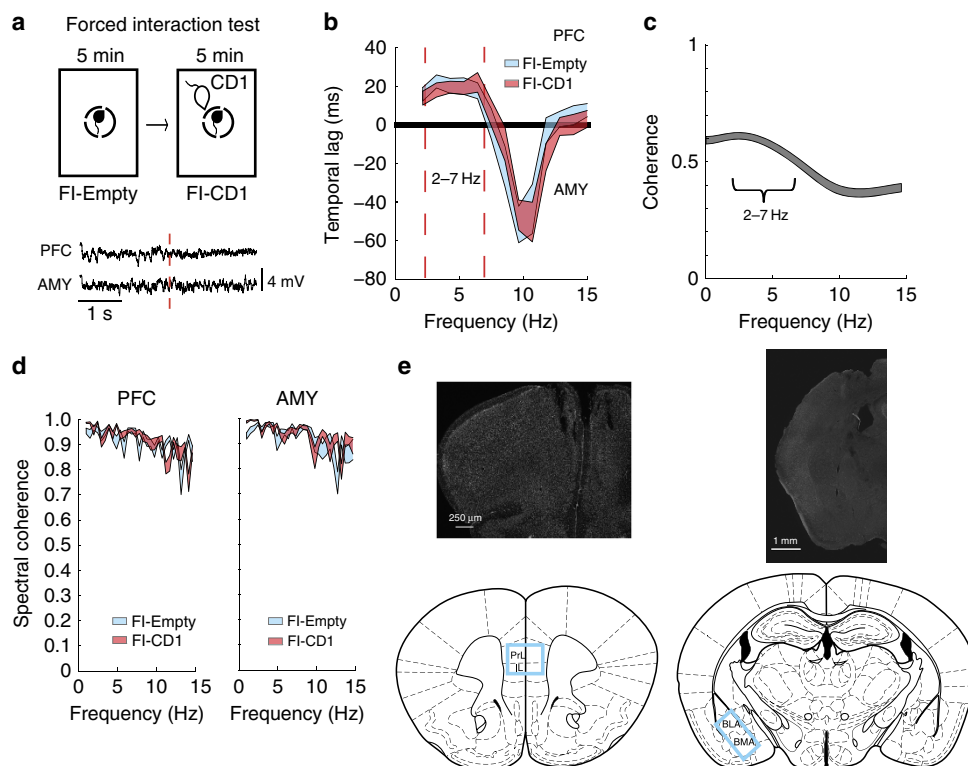 a
Forced interaction test
5 min
5 min
CD1
FI-Empty
FI-CD1
PFC
AMY
4 mV
1 s
b
PFC
FI-Empty
FI-CD1
AMY
2–7 Hz
Temporal lag (ms)
40
20
0
−20
−40
−60
−80
0
5
10
15
Frequency (Hz)
c
Coherence
1
0.5
0
2–7 Hz
0
5
10
15
Frequency (Hz)
d
PFC
AMY
Spectral coherence
1.0
0.9
0.8
0.7
0.6
0.5
0.4
0.3
0.2
0.1
0
FI-Empty
FI-CD1
FI-Empty
FI-CD1
0
5
10
15
0
5
10
15
Frequency (Hz)
Frequency (Hz)
e
250 µm
1 mm
PrL
IL
BLA
BMA